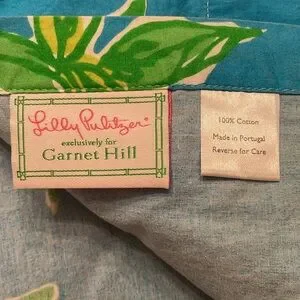 Lilly Pulitzer®
exclusively for
Garnet Hill
100% Cotton
Made in Portugal
Reverse for Care